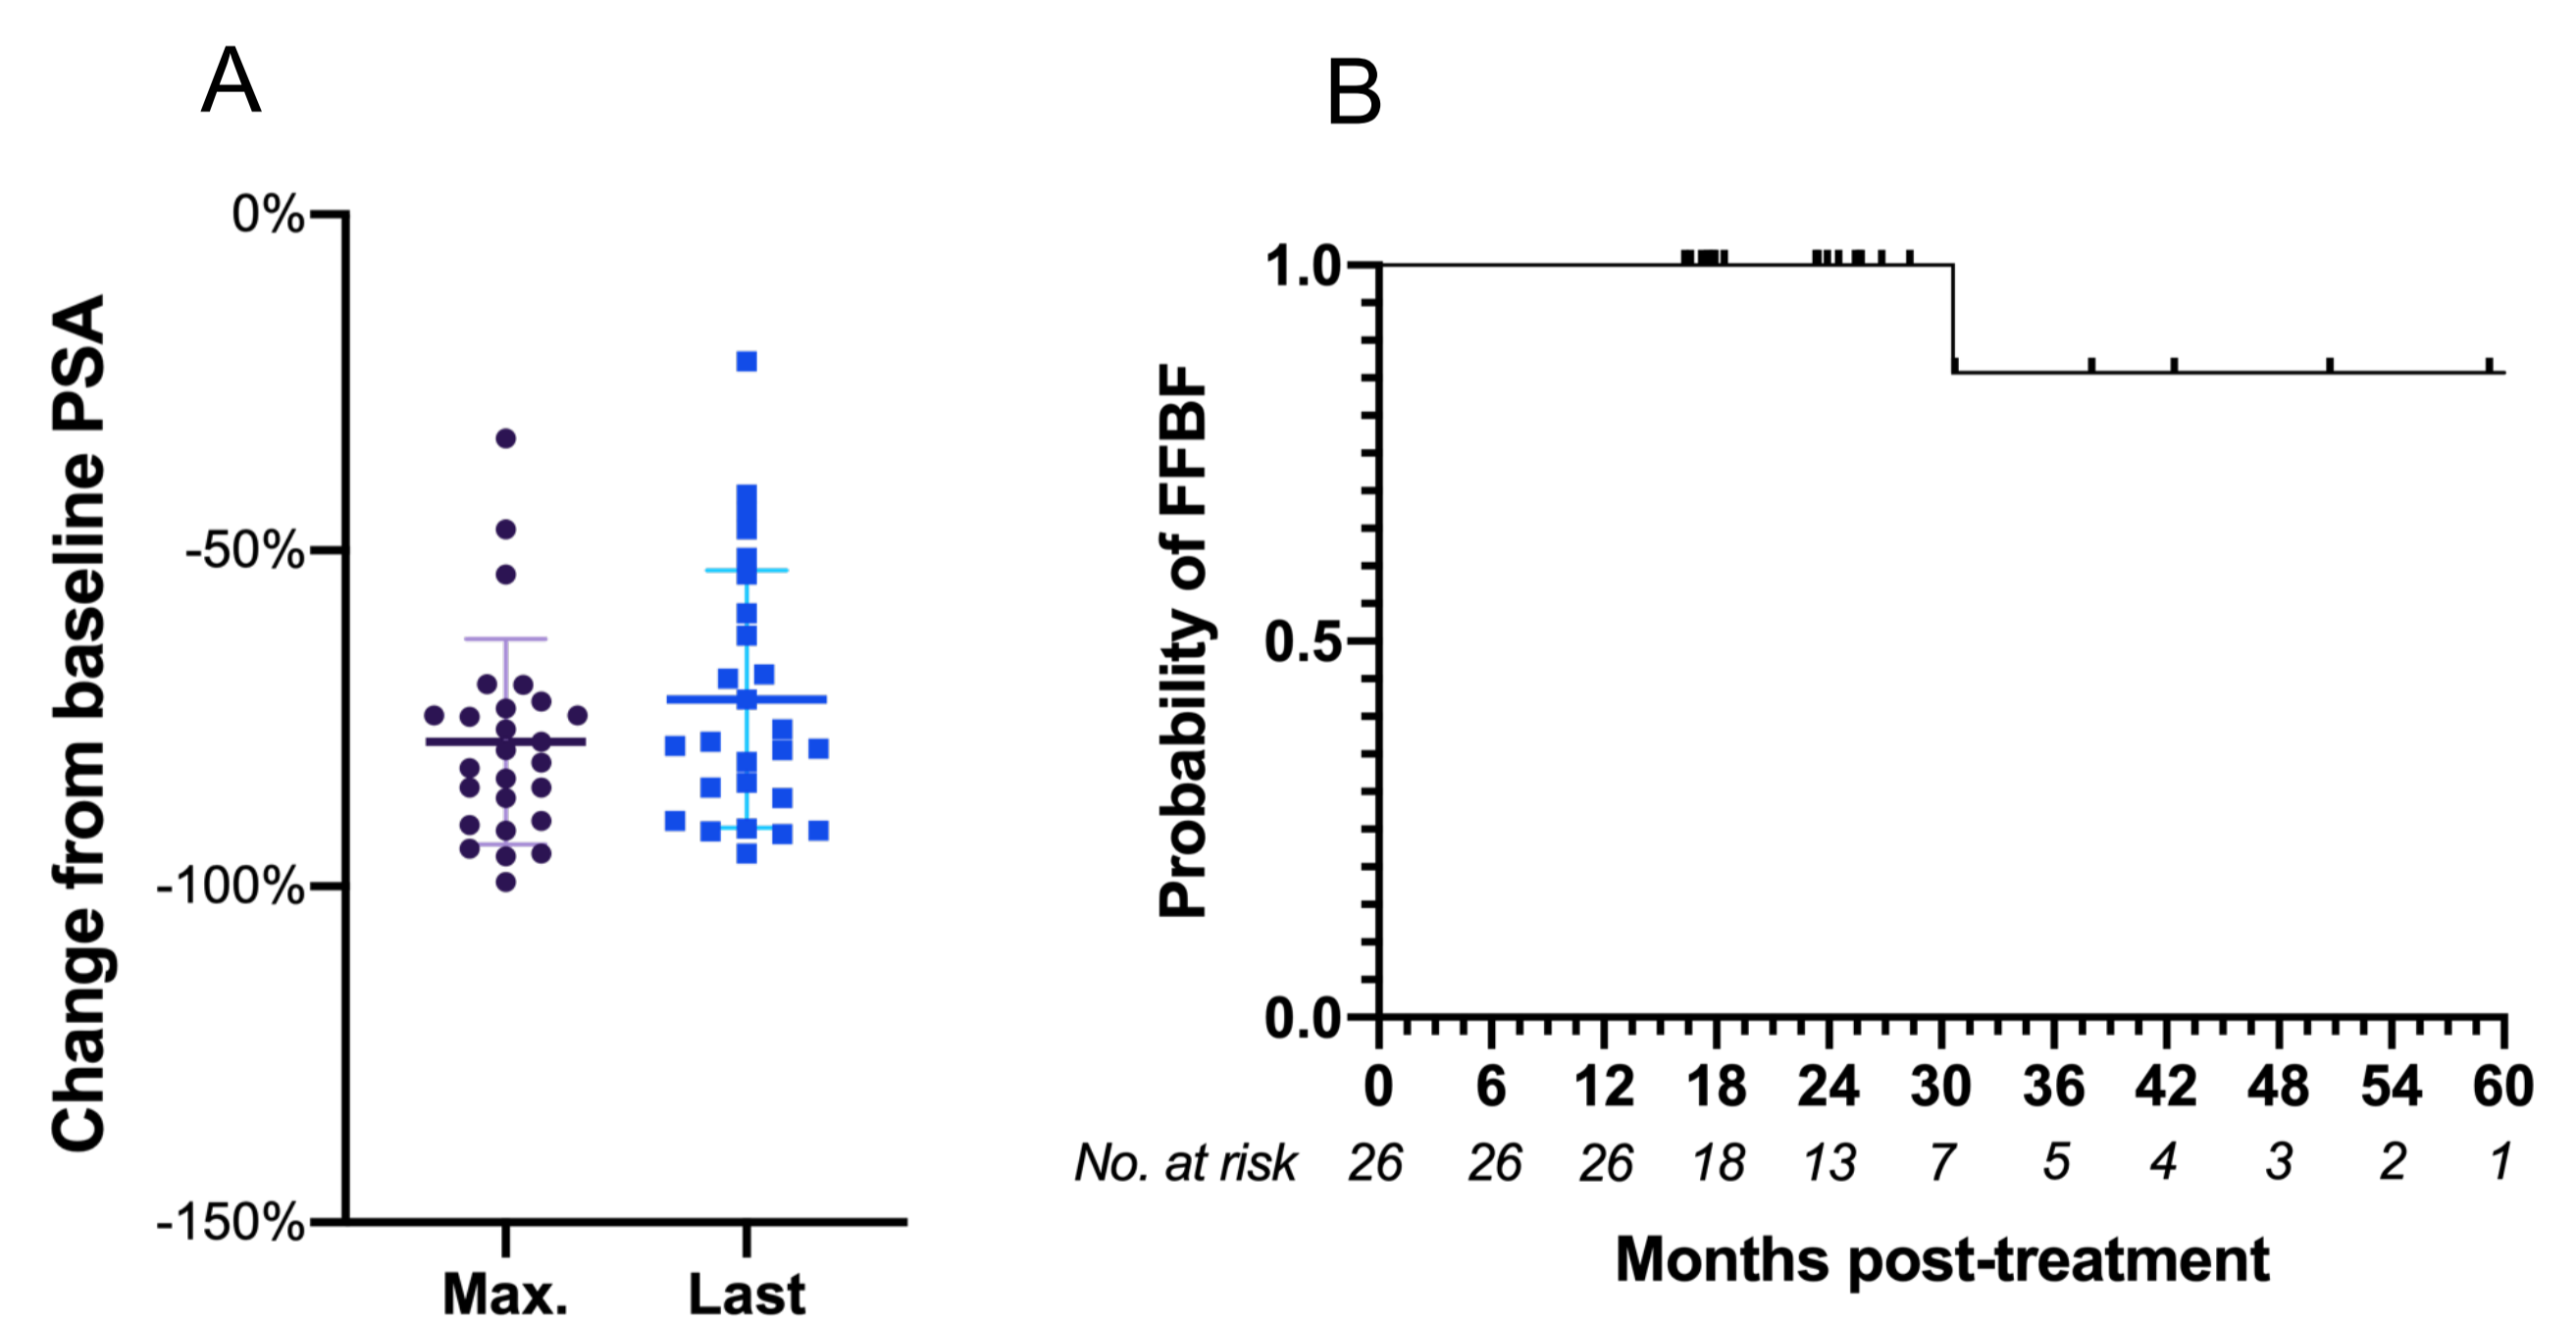 A
Change from baseline PSA
0%
-50%
-100%
-150%
Max. Last
B
Probability of FFBF
1.0
0.5
0.0
0 6 12 18 24 30 36 42 48 54 60
No. at risk 26 26 26 18 13 7 5 4 3 2 1
Months post-treatment